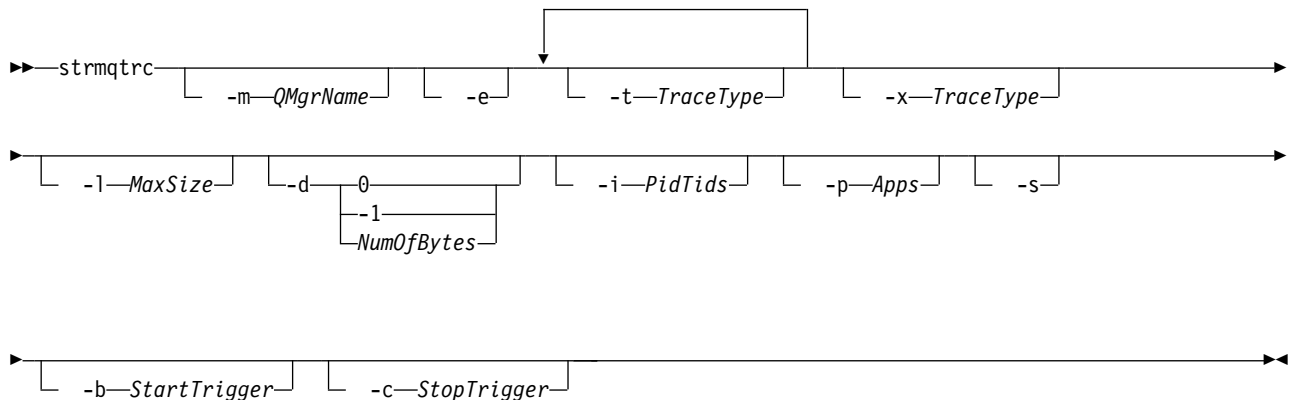 strmqtrc
-m QMgrName -e -t TraceType -x TraceType
-l MaxSize -d 0 -i PidTids -p Apps -s
-1
NumOfBytes
-b StartTrigger -c StopTrigger